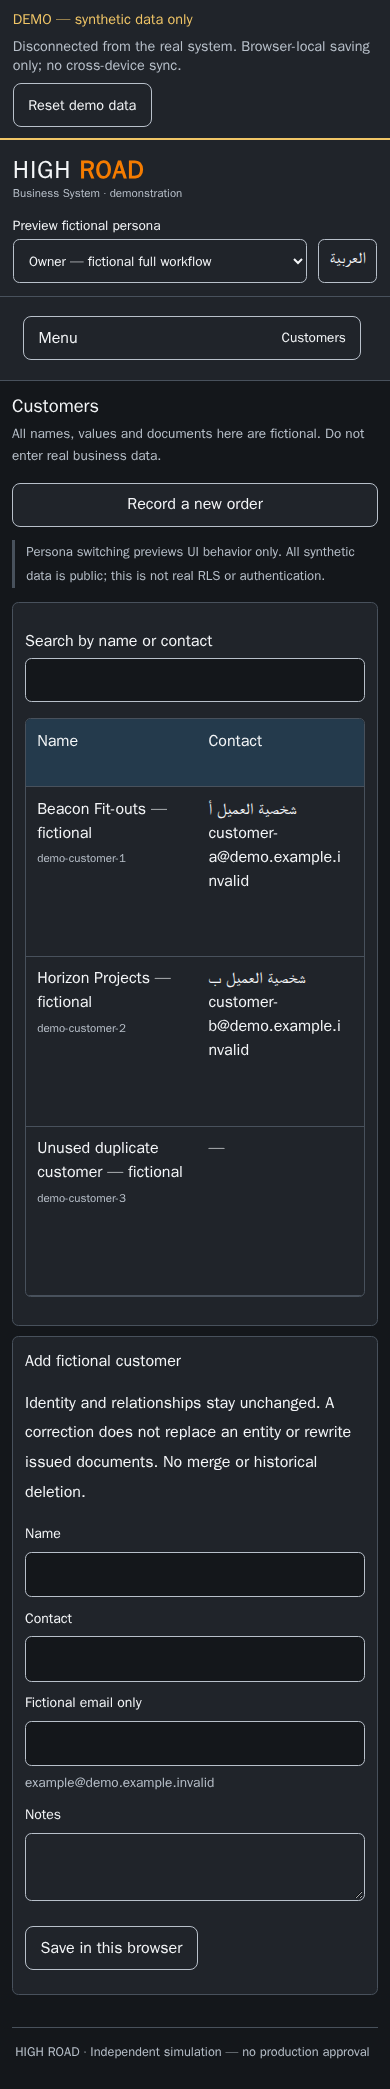 DEMO — synthetic data only
Disconnected from the real system. Browser-local saving
only; no cross-device sync.
Reset demo data
HIGH ROAD
Business System · demonstration
Preview fictional persona
Owner — fictional full workflow
العربية
Menu
Customers
Customers
All names, values and documents here are fictional. Do not
enter real business data.
Record a new order
Persona switching previews UI behavior only. All synthetic
data is public; this is not real RLS or authentication.
Search by name or contact
Name
Contact
Beacon Fit-outs —
fictional
demo-customer-1
شخصية العميل أ
customer-
a@demo.example.i
nvalid
Horizon Projects —
fictional
demo-customer-2
شخصية العميل ب
customer-
b@demo.example.i
nvalid
Unused duplicate
customer — fictional
demo-customer-3
—
Add fictional customer
Identity and relationships stay unchanged. A
correction does not replace an entity or rewrite
issued documents. No merge or historical
deletion.
Name
Contact
Fictional email only
example@demo.example.invalid
Notes
Save in this browser
HIGH ROAD · Independent simulation — no production approval